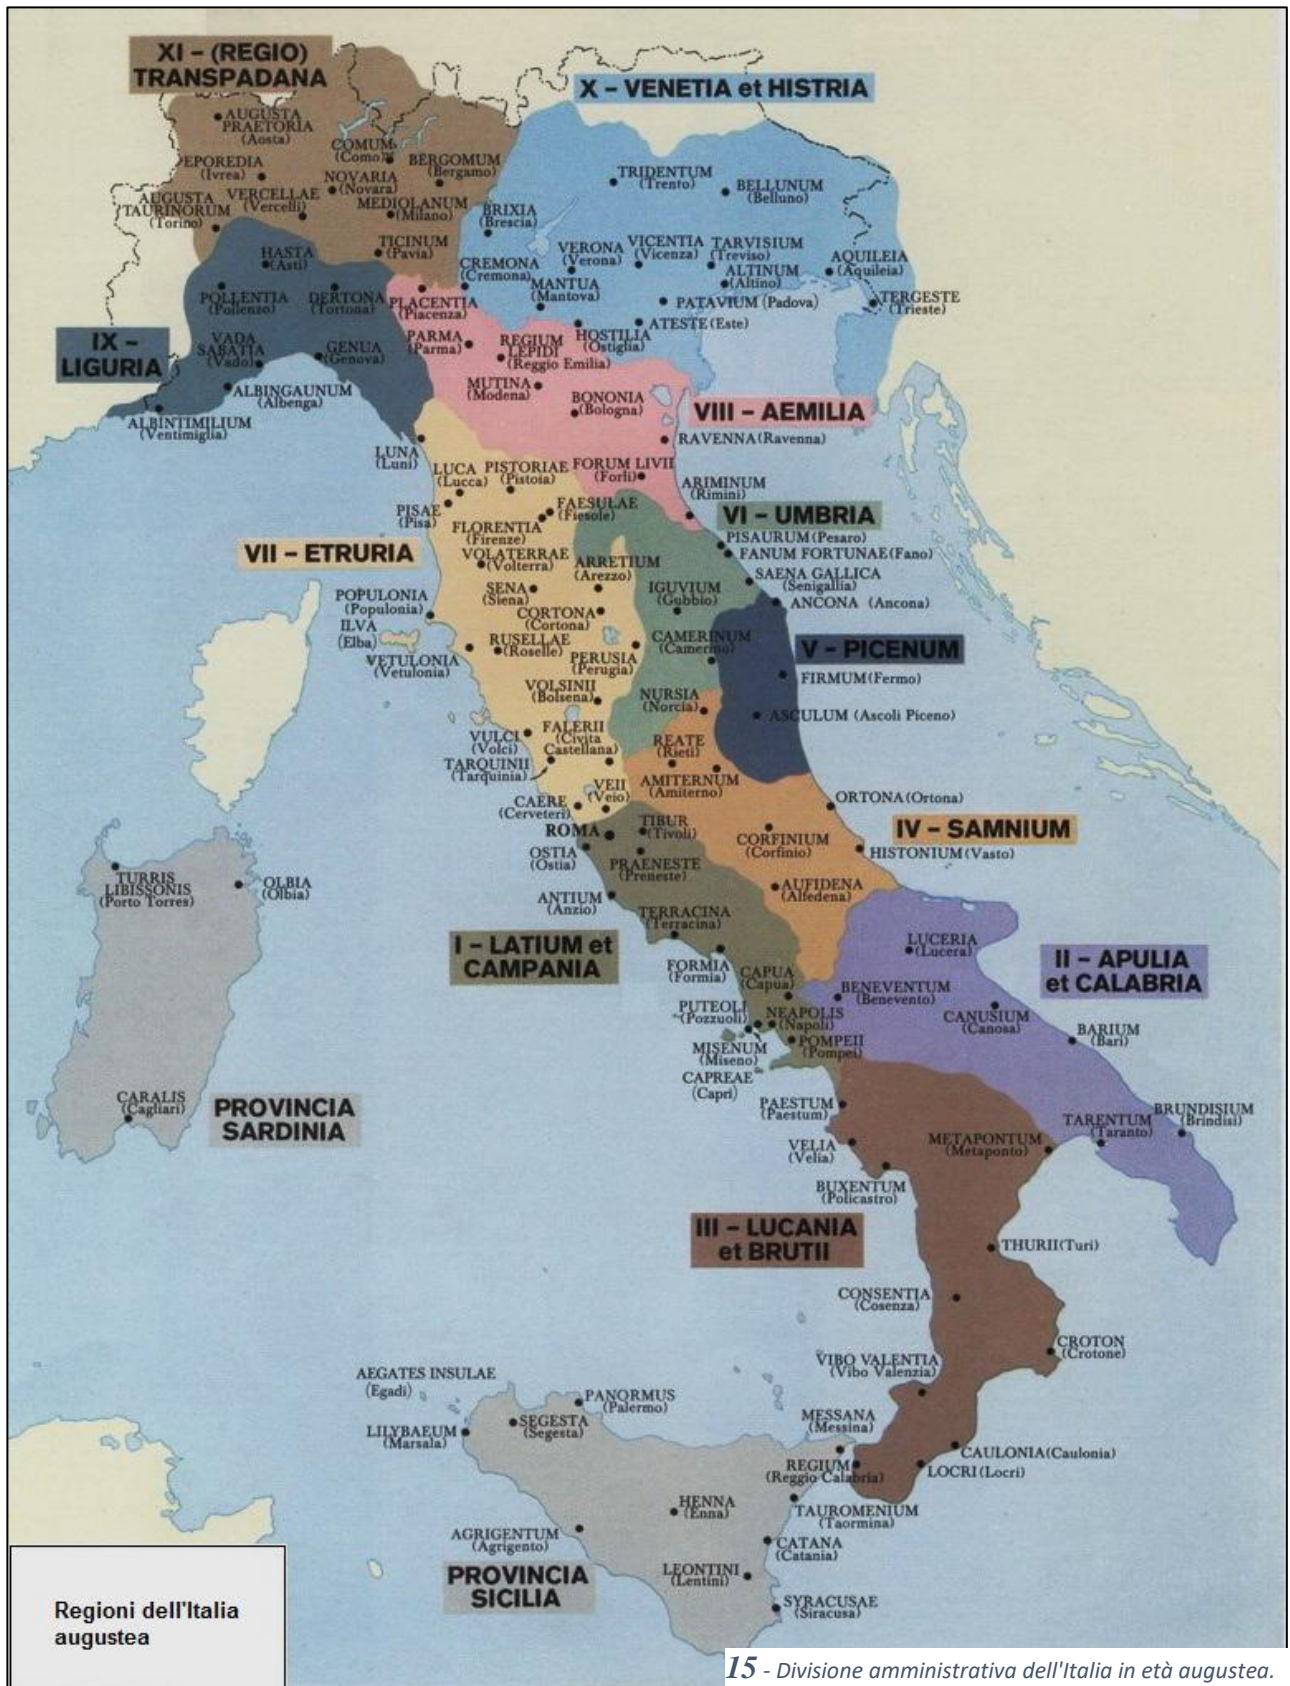 XI – (REGIO)
TRANSPADANA
X – VENETIA et HISTRIA
AUGUSTA
PRAETORIA
(Aosta)
COMUM
(Como)
BERGOMUM
(Bergamo)
EPOREDIA
(Ivrea)
NOVARIA
(Novara)
AUGUSTA
TAURINORUM
(Torino)
VERCELLAE
(Vercelli)
MEDIOLANUM
(Milano)
TICINUM
(Pavia)
TRIDENTUM
(Trento)
BELLUNUM
(Belluno)
BRIXIA
(Brescia)
VERONA
(Verona)
VICENTIA
(Vicenza)
TARVISIUM
(Treviso)
AQUILEIA
(Aquileia)
CREMONA
(Cremona)
MANTUA
(Mantova)
ALTINUM
(Altino)
PATAVIUM (Padova)
TERGESTE
(Trieste)
HOSTILIA
(Ostiglia)
ATESTE (Este)
HASTA
(Asti)
POLLENTIA
(Pollenzo)
DERTONA
(Tortona)
IX –
LIGURIA
VADA
SABATIA
(Vado)
GENUA
(Genova)
ALBINGAUNUM
(Albenga)
ALBINTIMILIUM
(Ventimiglia)
PLACENTIA
(Piacenza)
PARMA
(Parma)
REGIUM
LEPIDI
(Reggio Emilia)
MUTINA
(Modena)
BONONIA
(Bologna)
VIII – AEMILIA
RAVENNA (Ravenna)
FORUM LIVII
(Forlì)
ARIMINUM
(Rimini)
LUNA
(Luni)
LUCA
(Lucca)
PISTORIAE
(Pistoia)
PISAE
(Pisa)
FAESULAE
(Fiesole)
FLORENTIA
(Firenze)
VII – ETRURIA
VOLATERRAE
(Volterra)
ARRETIUM
(Arezzo)
SENA
(Siena)
CORTONA
(Cortona)
POPULONIA
(Populonia)
ILVA
(Elba)
RUSELLAE
(Roselle)
VETULONIA
(Vetulonia)
PERUSIA
(Perugia)
VOLSINII
(Bolsena)
VULCI
(Volci)
FALERII
(Civita
Castellana)
TARQUINII
(Tarquinia)
VEII
(Veio)
CAERE
(Cerveteri)
VI – UMBRIA
PISAURUM (Pesaro)
FANUM FORTUNAE (Fano)
SAENA GALLICA
(Senigallia)
ANCONA (Ancona)
IGUVIUM
(Gubbio)
CAMERINUM
(Camerino)
NURSIA
(Norcia)
V – PICENUM
FIRMUM (Fermo)
ASCULUM (Ascoli Piceno)
REATE
(Rieti)
AMITERNUM
(Amiterno)
ORTONA (Ortona)
IV – SAMNIUM
HISTONIUM (Vasto)
CORFINIUM
(Corfinio)
AUFIDENA
(Alfedena)
ROMA
TIBUR
(Tivoli)
OSTIA
(Ostia)
PRAENESTE
(Preneste)
ANTIUM
(Anzio)
TERRACINA
(Terracina)
I – LATIUM et
CAMPANIA
FORMIA
(Formia)
CAPUA
(Capua)
PUTEOLI
(Pozzuoli)
NEAPOLIS
(Napoli)
MISENUM
(Miseno)
POMPEII
(Pompei)
CAPREAE
(Capri)
II – APULIA
et CALABRIA
LUCERIA
(Lucera)
BENEVENTUM
(Benevento)
CANUSIUM
(Canosa)
BARIUM
(Bari)
TARENTUM
(Taranto)
BRUNDISIUM
(Brindisi)
PAESTUM
(Paestum)
VELIA
(Velia)
METAPONTUM
(Metaponto)
BUXENTUM
(Policastro)
III – LUCANIA
et BRUTII
THURII (Turi)
CONSENTIA
(Cosenza)
CROTON
(Crotone)
VIBO VALENTIA
(Vibo Valenzia)
CAULONIA (Caulonia)
LOCRI (Locri)
REGIUM
(Reggio Calabria)
TURRIS
LIBISSONIS
(Porto Torres)
OLBIA
(Olbia)
CARALIS
(Cagliari)
PROVINCIA
SARDINIA
AEGATES INSULAE
(Egadi)
PANORMUS
(Palermo)
LILYBAEUM
(Marsala)
SEGESTA
(Segesta)
MESSANA
(Messina)
HENNA
(Enna)
TAUROMENIUM
(Taormina)
AGRIGENTUM
(Agrigento)
CATANA
(Catania)
LEONTINI
(Lentini)
SYRACUSAE
(Siracusa)
PROVINCIA
SICILIA
Regioni dell'Italia
augustea
15 - Divisione amministrativa dell'Italia in età augustea.